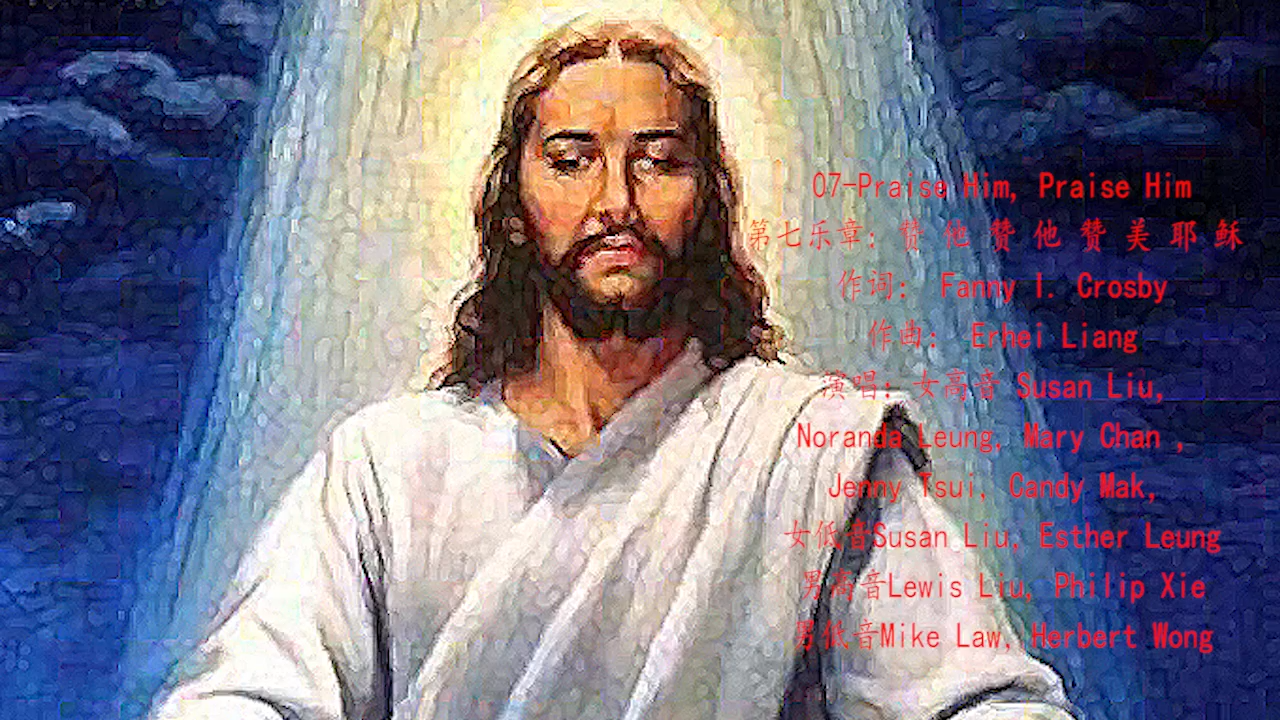 07-Praise Him, Praise Him
第七乐章：赞 他 赞 他 赞 美 耶 稣
作词： Fanny I. Crosby
作曲： Erhei Liang
演唱：女高音 Susan Liu,
Noranda Leung, Mary Chan ,
Jenny Tsui, Candy Mak,
女低音Susan Liu, Esther Leung
男高音Lewis Liu, Philip Xie
男低音Mike Law, Herbert Wong